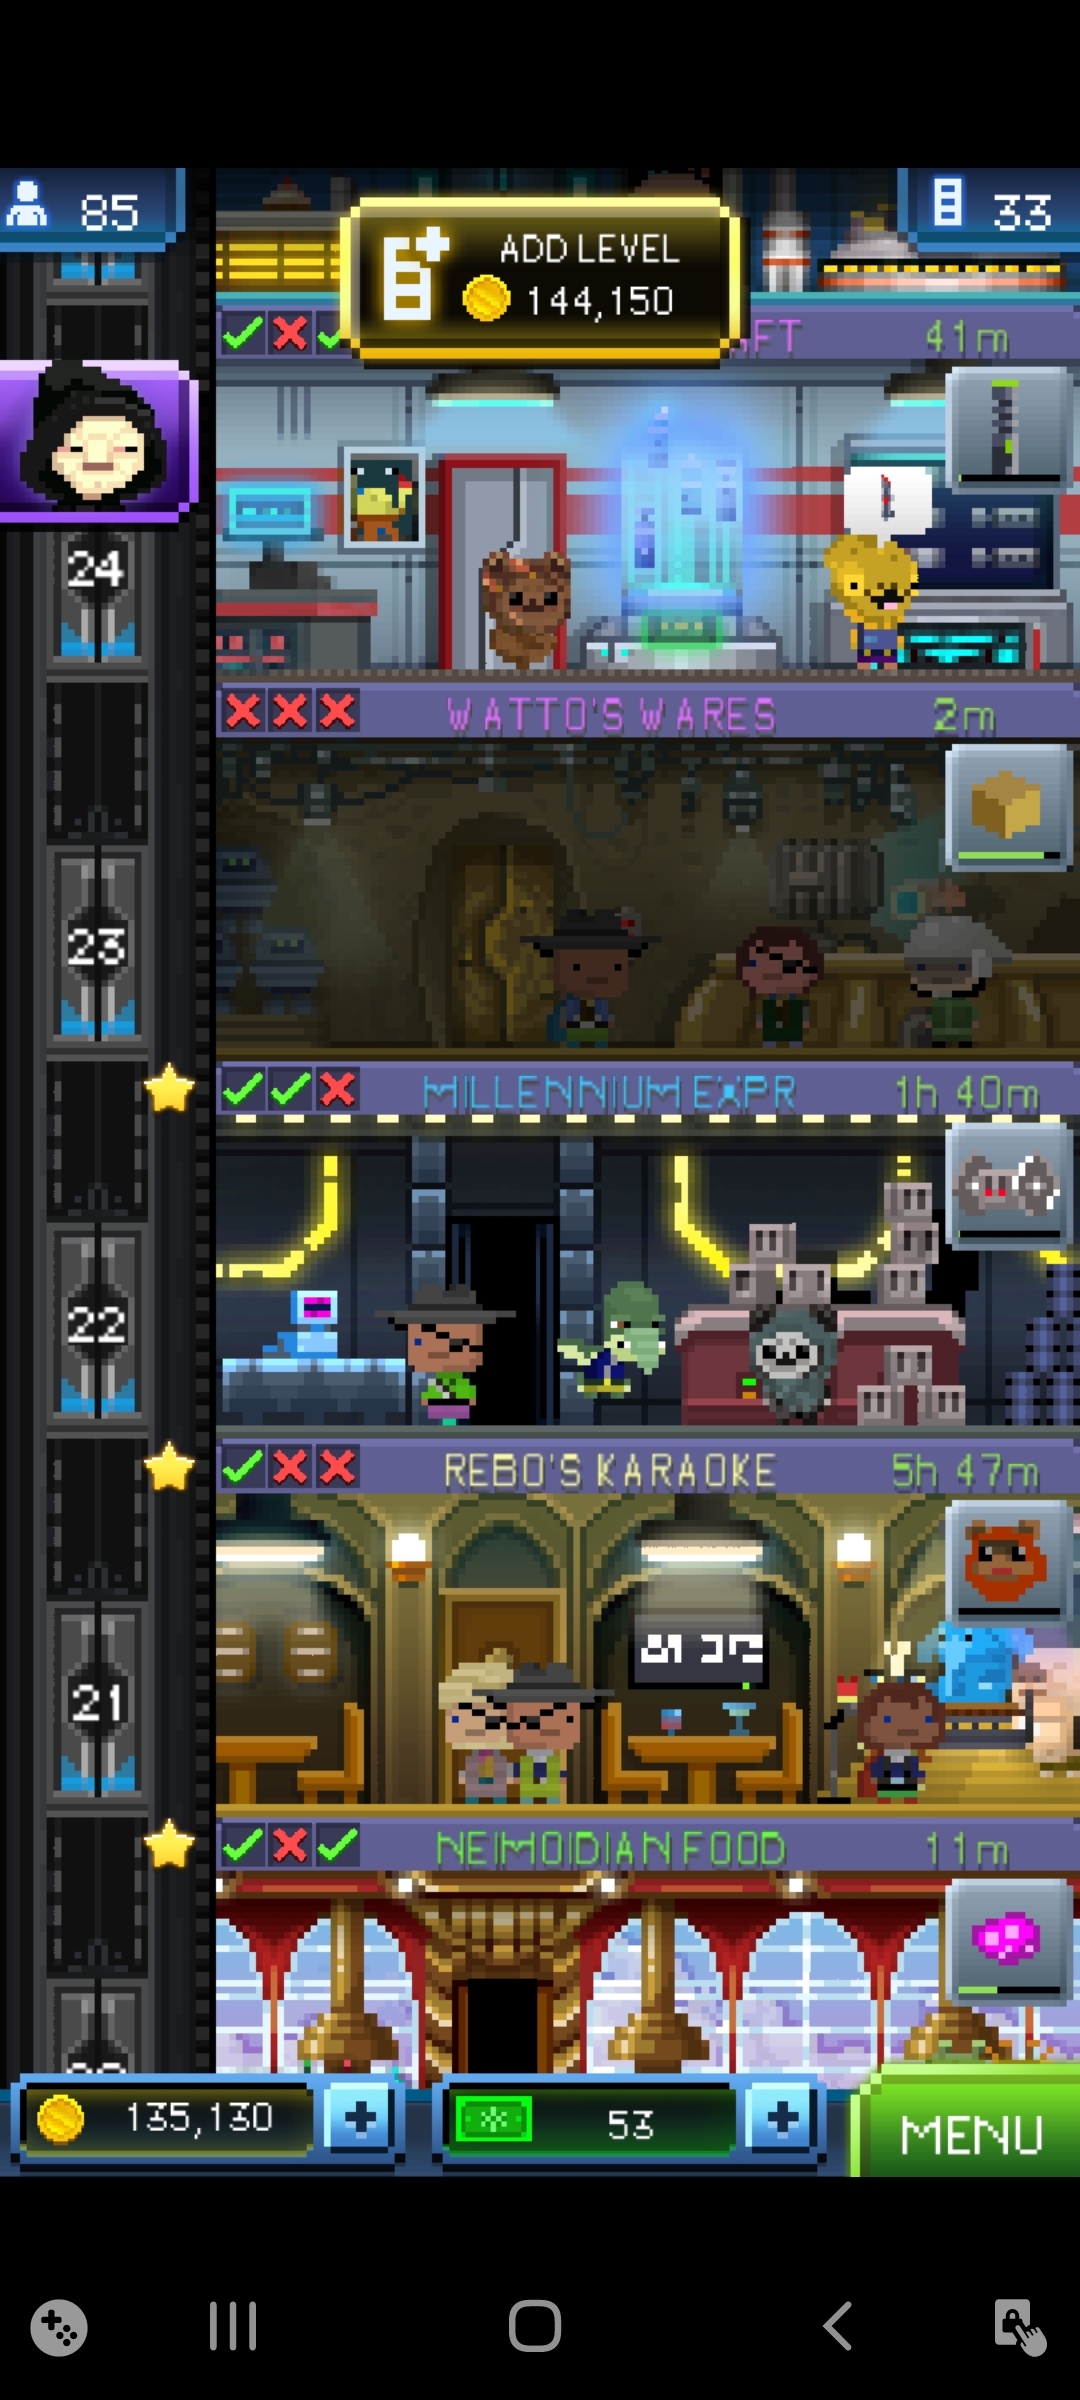 85
ADD LEVEL
144,150
33
41m
24
WATTO'S WARES
2m
23
MILLENNIUM EXPR
1h 40m
22
REBO'S KARAOKE
5h 47m
21
NEIMOIDIAN FOOD
11m
135,130
53
MENU